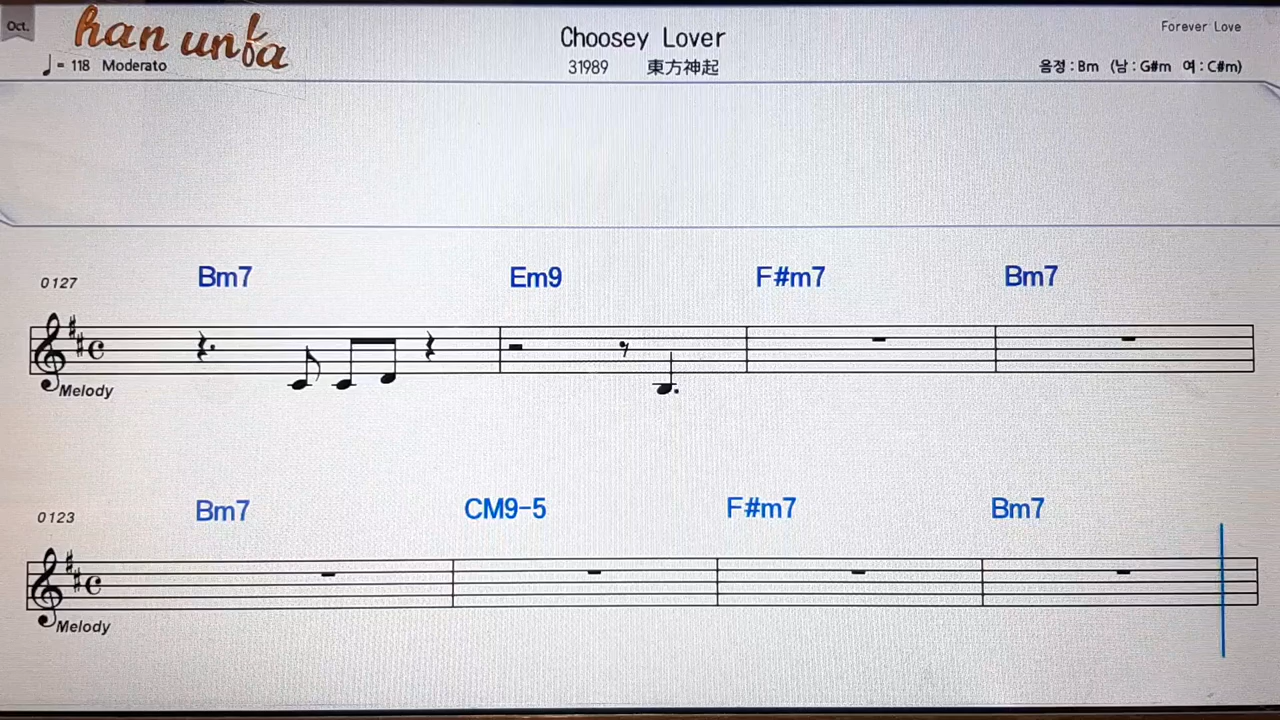 Oct.
han unba
Choosey Lover
Forever Love
♩= 118 Moderato
31989 東方神起
음정 : Bm (남 : G#m 여 : C#m)
0127
Bm7 Em9 F#m7 Bm7
Melody
0123
Bm7 CM9-5 F#m7 Bm7
Melody